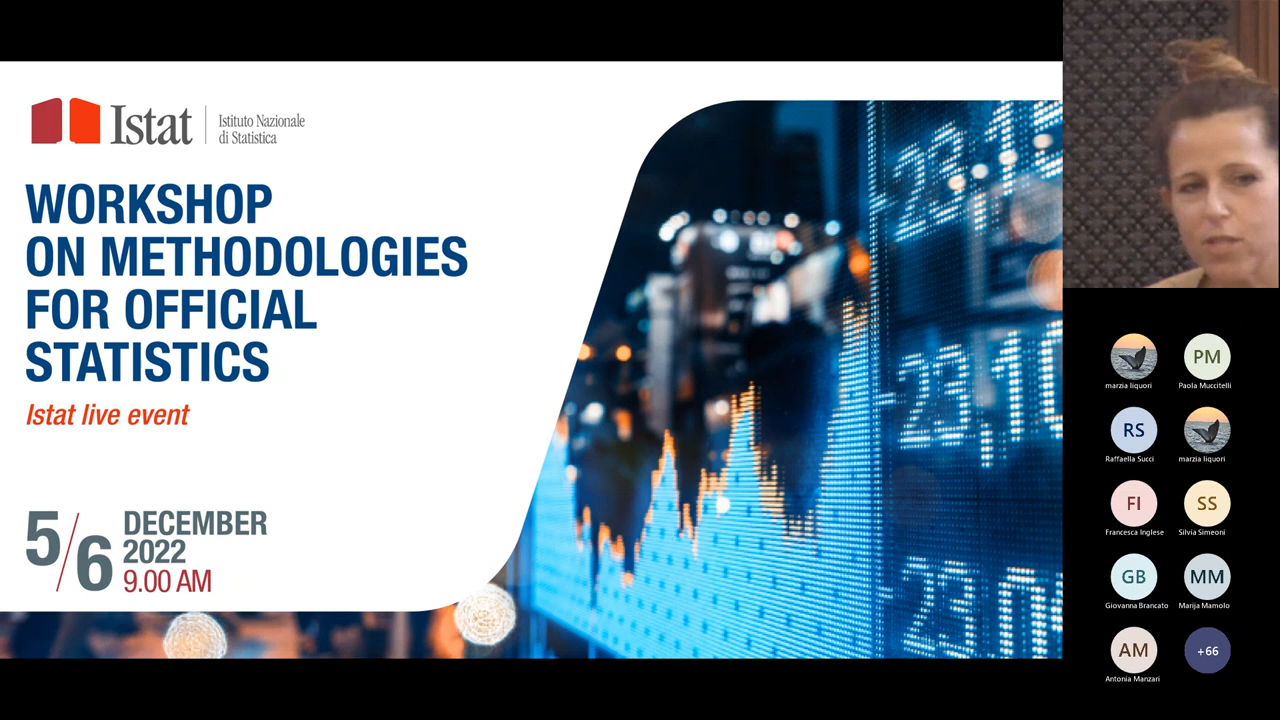 Istat
Istituto Nazionale
di Statistica
WORKSHOP
ON METHODOLOGIES
FOR OFFICIAL
STATISTICS
Istat live event
5/6
DECEMBER
2022
9.00 AM
marzia liquori
PM
Paola Muccitelli
RS
Raffaella Succi
marzia liquori
FI
Francesca Inglese
SS
Silvia Simeoni
GB
Giovanna Brancato
MM
Marija Mamolo
AM
Antonia Manzari
+66